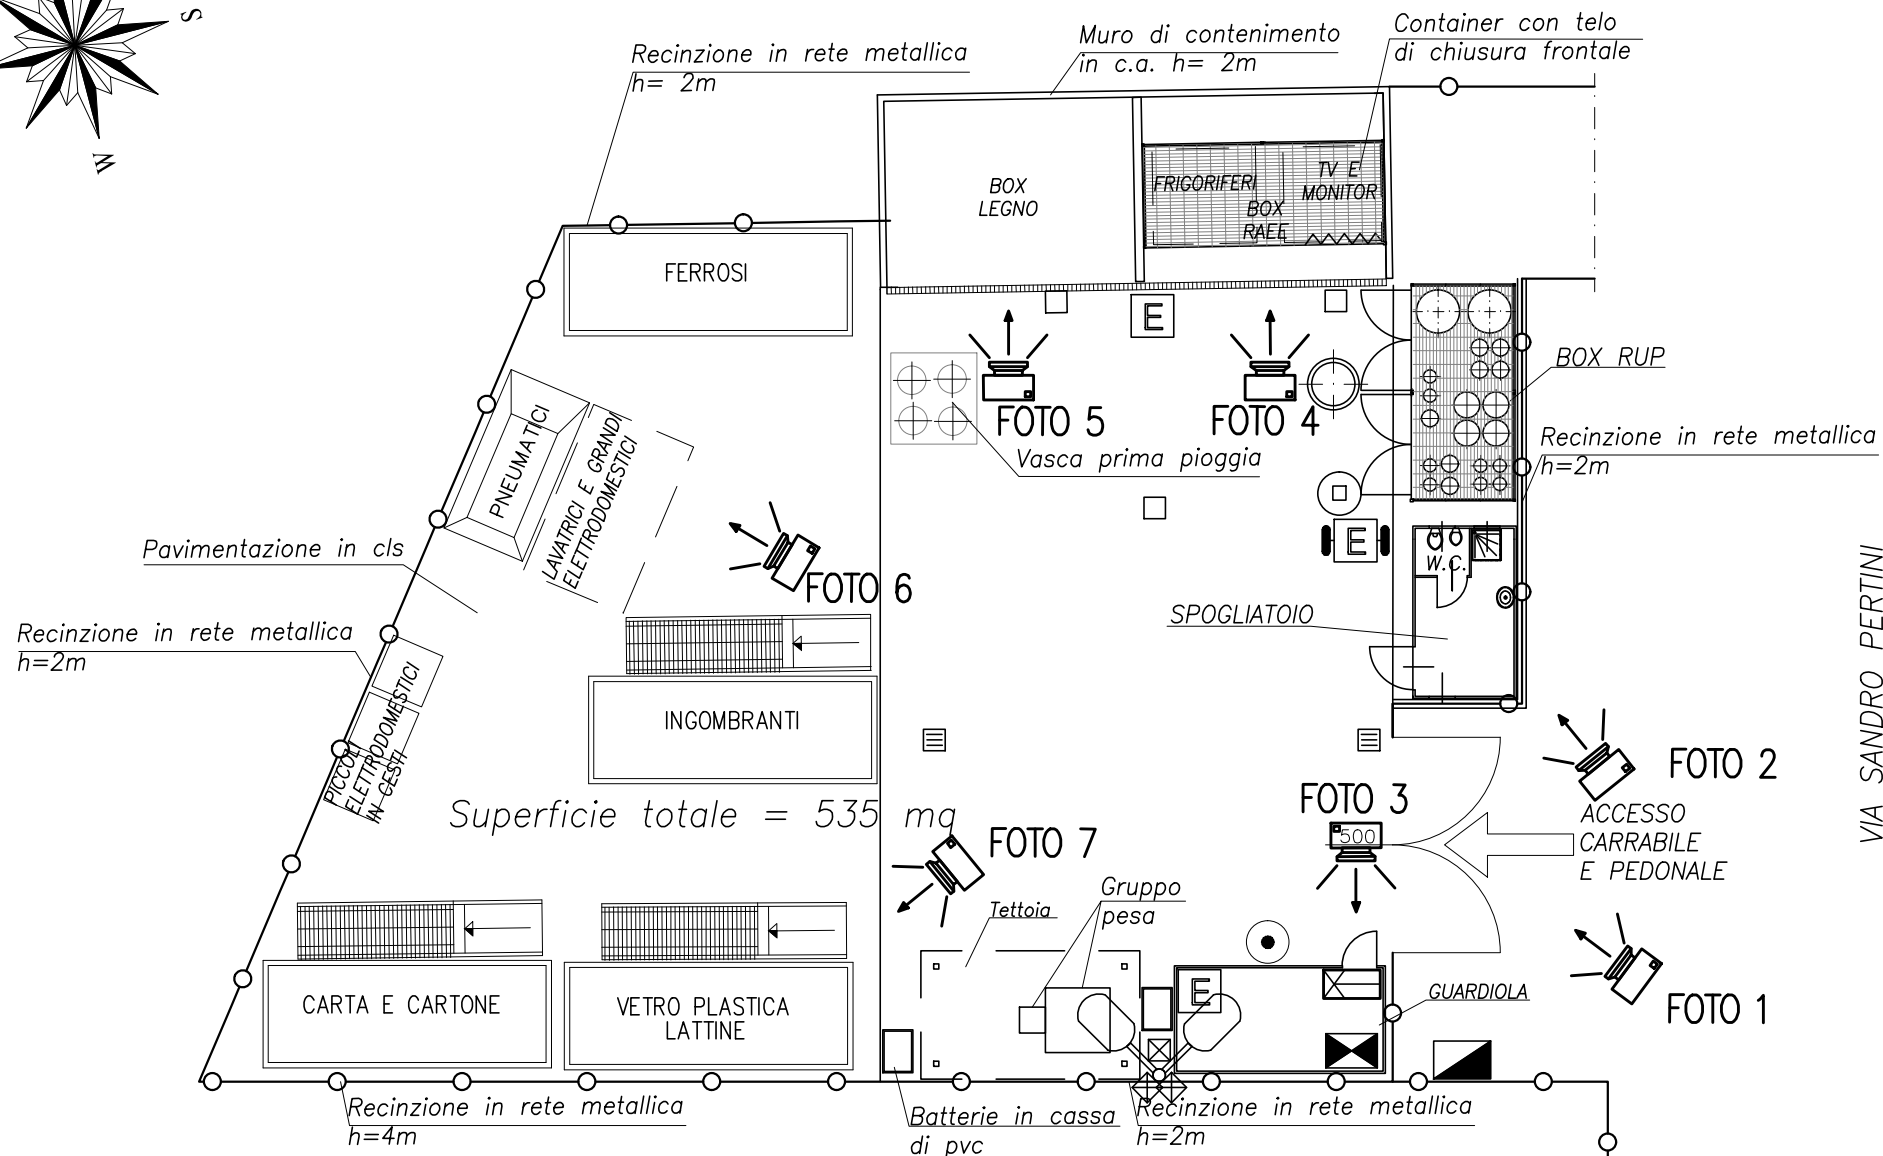 S
W
Recinzione in rete metallica
h= 2m
Muro di contenimento
in c.a. h= 2m
Container con telo
di chiusura frontale
BOX
LEGNO
FRIGORIFERI
TV E
MONITOR
BOX
RAEE
FERROSI
E
BOX RUP
FOTO 5
FOTO 4
Vasca prima pioggia
Recinzione in rete metallica
h=2m
PNEUMATICI
LAVATRICI E GRANDI
ELETTRODOMESTICI
Pavimentazione in cls
FOTO 6
E
W.C.
SPOGLIATOIO
Recinzione in rete metallica
h=2m
PICCOLI
ELETTRODOMESTICI
IN CESTI
INGOMBRANTI
VIA SANDRO PERTINI
FOTO 2
Superficie totale = 535 mq
FOTO 3
500
ACCESSO
CARRABILE
E PEDONALE
FOTO 7
Gruppo
pesa
Tettoia
CARTA E CARTONE
VETRO PLASTICA
LATTINE
E
GUARDIOLA
FOTO 1
Recinzione in rete metallica
h=4m
Batterie in cassa
di pvc
Recinzione in rete metallica
h=2m